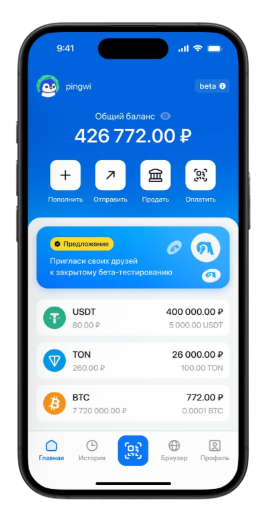 9:41
pingwi
beta
Общий баланс
426 772.00 ₽
Пополнить
Отправить
Продать
Оплатить
Предложение
Пригласи своих друзей
к закрытому бета-тестированию
USDT
400 000.00 ₽
80.00 ₽
5 000.00 USDT
TON
26 000.00 ₽
260.00 ₽
100.00 TON
BTC
772.00 ₽
7 720 000.00 ₽
0.0001 BTC
Главная
История
Браузер
Профиль